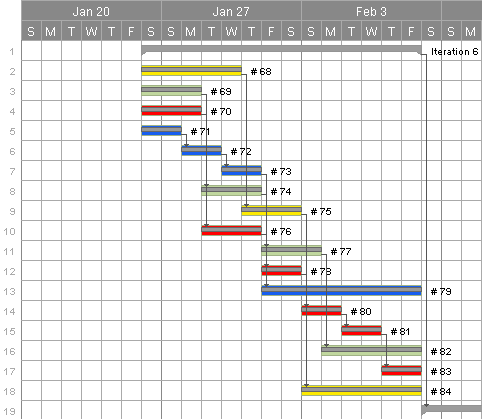 Jan 20 Jan 27 Feb 3
S M T W T F S S M T W T F S S M T W T F S S M
1 Iteration 6
2 # 68
3 # 69
4 # 70
5 # 71
6 # 72
7 # 73
8 # 74
9 # 75
10 # 76
11 # 77
12 # 78
13 # 79
14 # 80
15 # 81
16 # 82
17 # 83
18 # 84
19